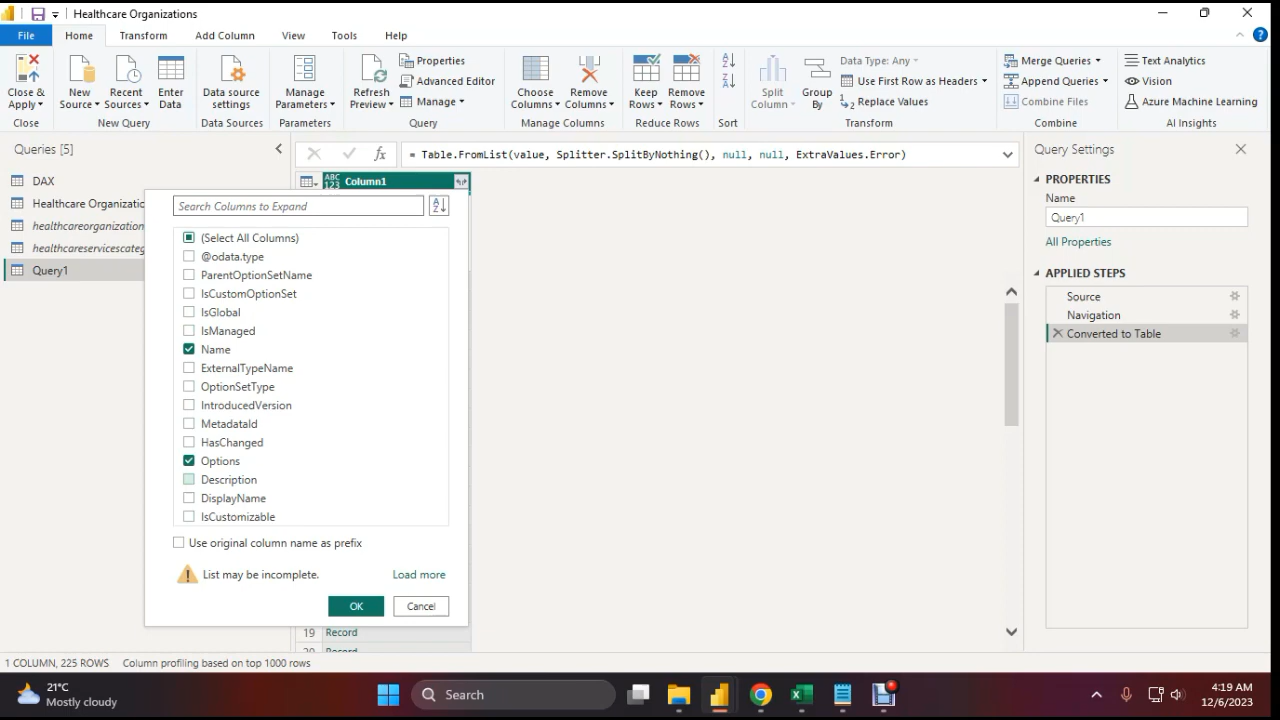 Healthcare Organizations
File
Home
Transform
Add Column
View
Tools
Help
Close &
Apply
New
Source
Recent
Sources
Enter
Data
Data source
settings
Manage
Parameters
Refresh
Preview
Properties
Advanced Editor
Manage
Choose
Columns
Remove
Columns
Keep
Rows
Remove
Rows
Split
Column
Group
By
Data Type: Any
Use First Row as Headers
Replace Values
Merge Queries
Append Queries
Combine Files
Text Analytics
Vision
Azure Machine Learning
Close
New Query
Data Sources
Parameters
Query
Manage Columns
Reduce Rows
Sort
Transform
Combine
AI Insights
Queries [5]
DAX
Healthcare Organizatio
healthcareorganization
healthcareservicescateg
Query1
= Table.FromList(value, Splitter.SplitByNothing(), null, null, ExtraValues.Error)
ABC
123
Column1
Search Columns to Expand
(Select All Columns)
@odata.type
ParentOptionSetName
IsCustomOptionSet
IsGlobal
IsManaged
Name
ExternalTypeName
OptionSetType
IntroducedVersion
MetadataId
HasChanged
Options
Description
DisplayName
IsCustomizable
Use original column name as prefix
List may be incomplete.
Load more
OK
Cancel
19 Record
20 Record
Query Settings
PROPERTIES
Name
Query1
All Properties
APPLIED STEPS
Source
Navigation
Converted to Table
1 COLUMN, 225 ROWS
Column profiling based on top 1000 rows
21°C
Mostly cloudy
Search
4:19 AM
12/6/2023